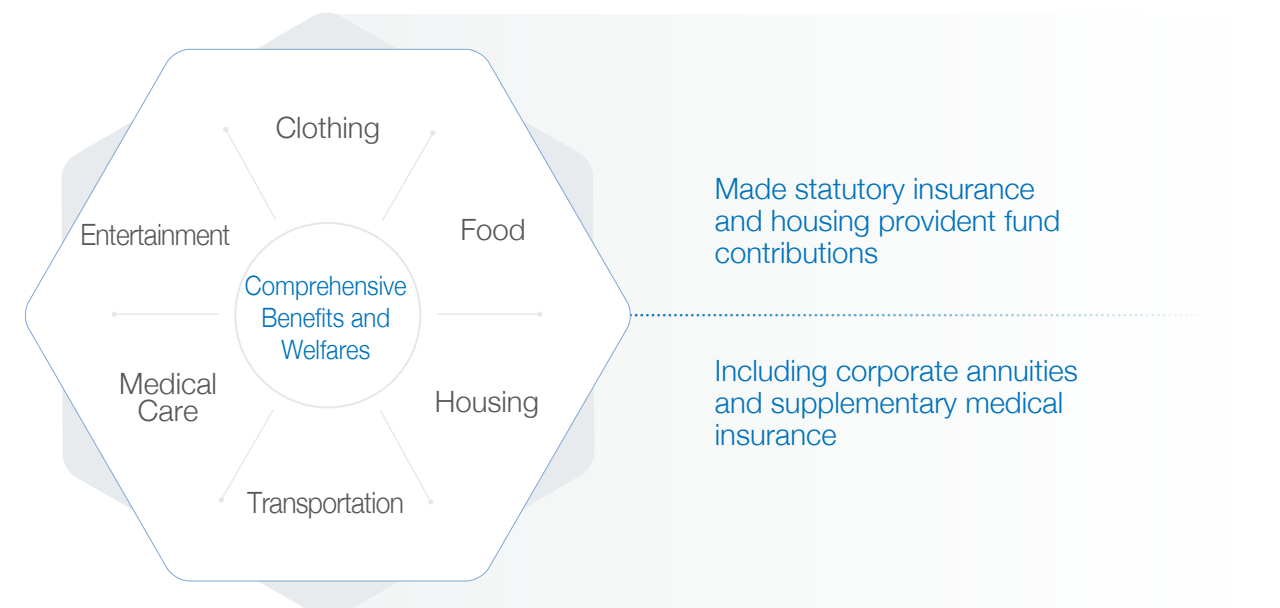 Clothing
Food
Housing
Transportation
Medical
Care
Entertainment
Comprehensive
Benefits and
Welfares
Made statutory insurance
and housing provident fund
contributions
Including corporate annuities
and supplementary medical
insurance